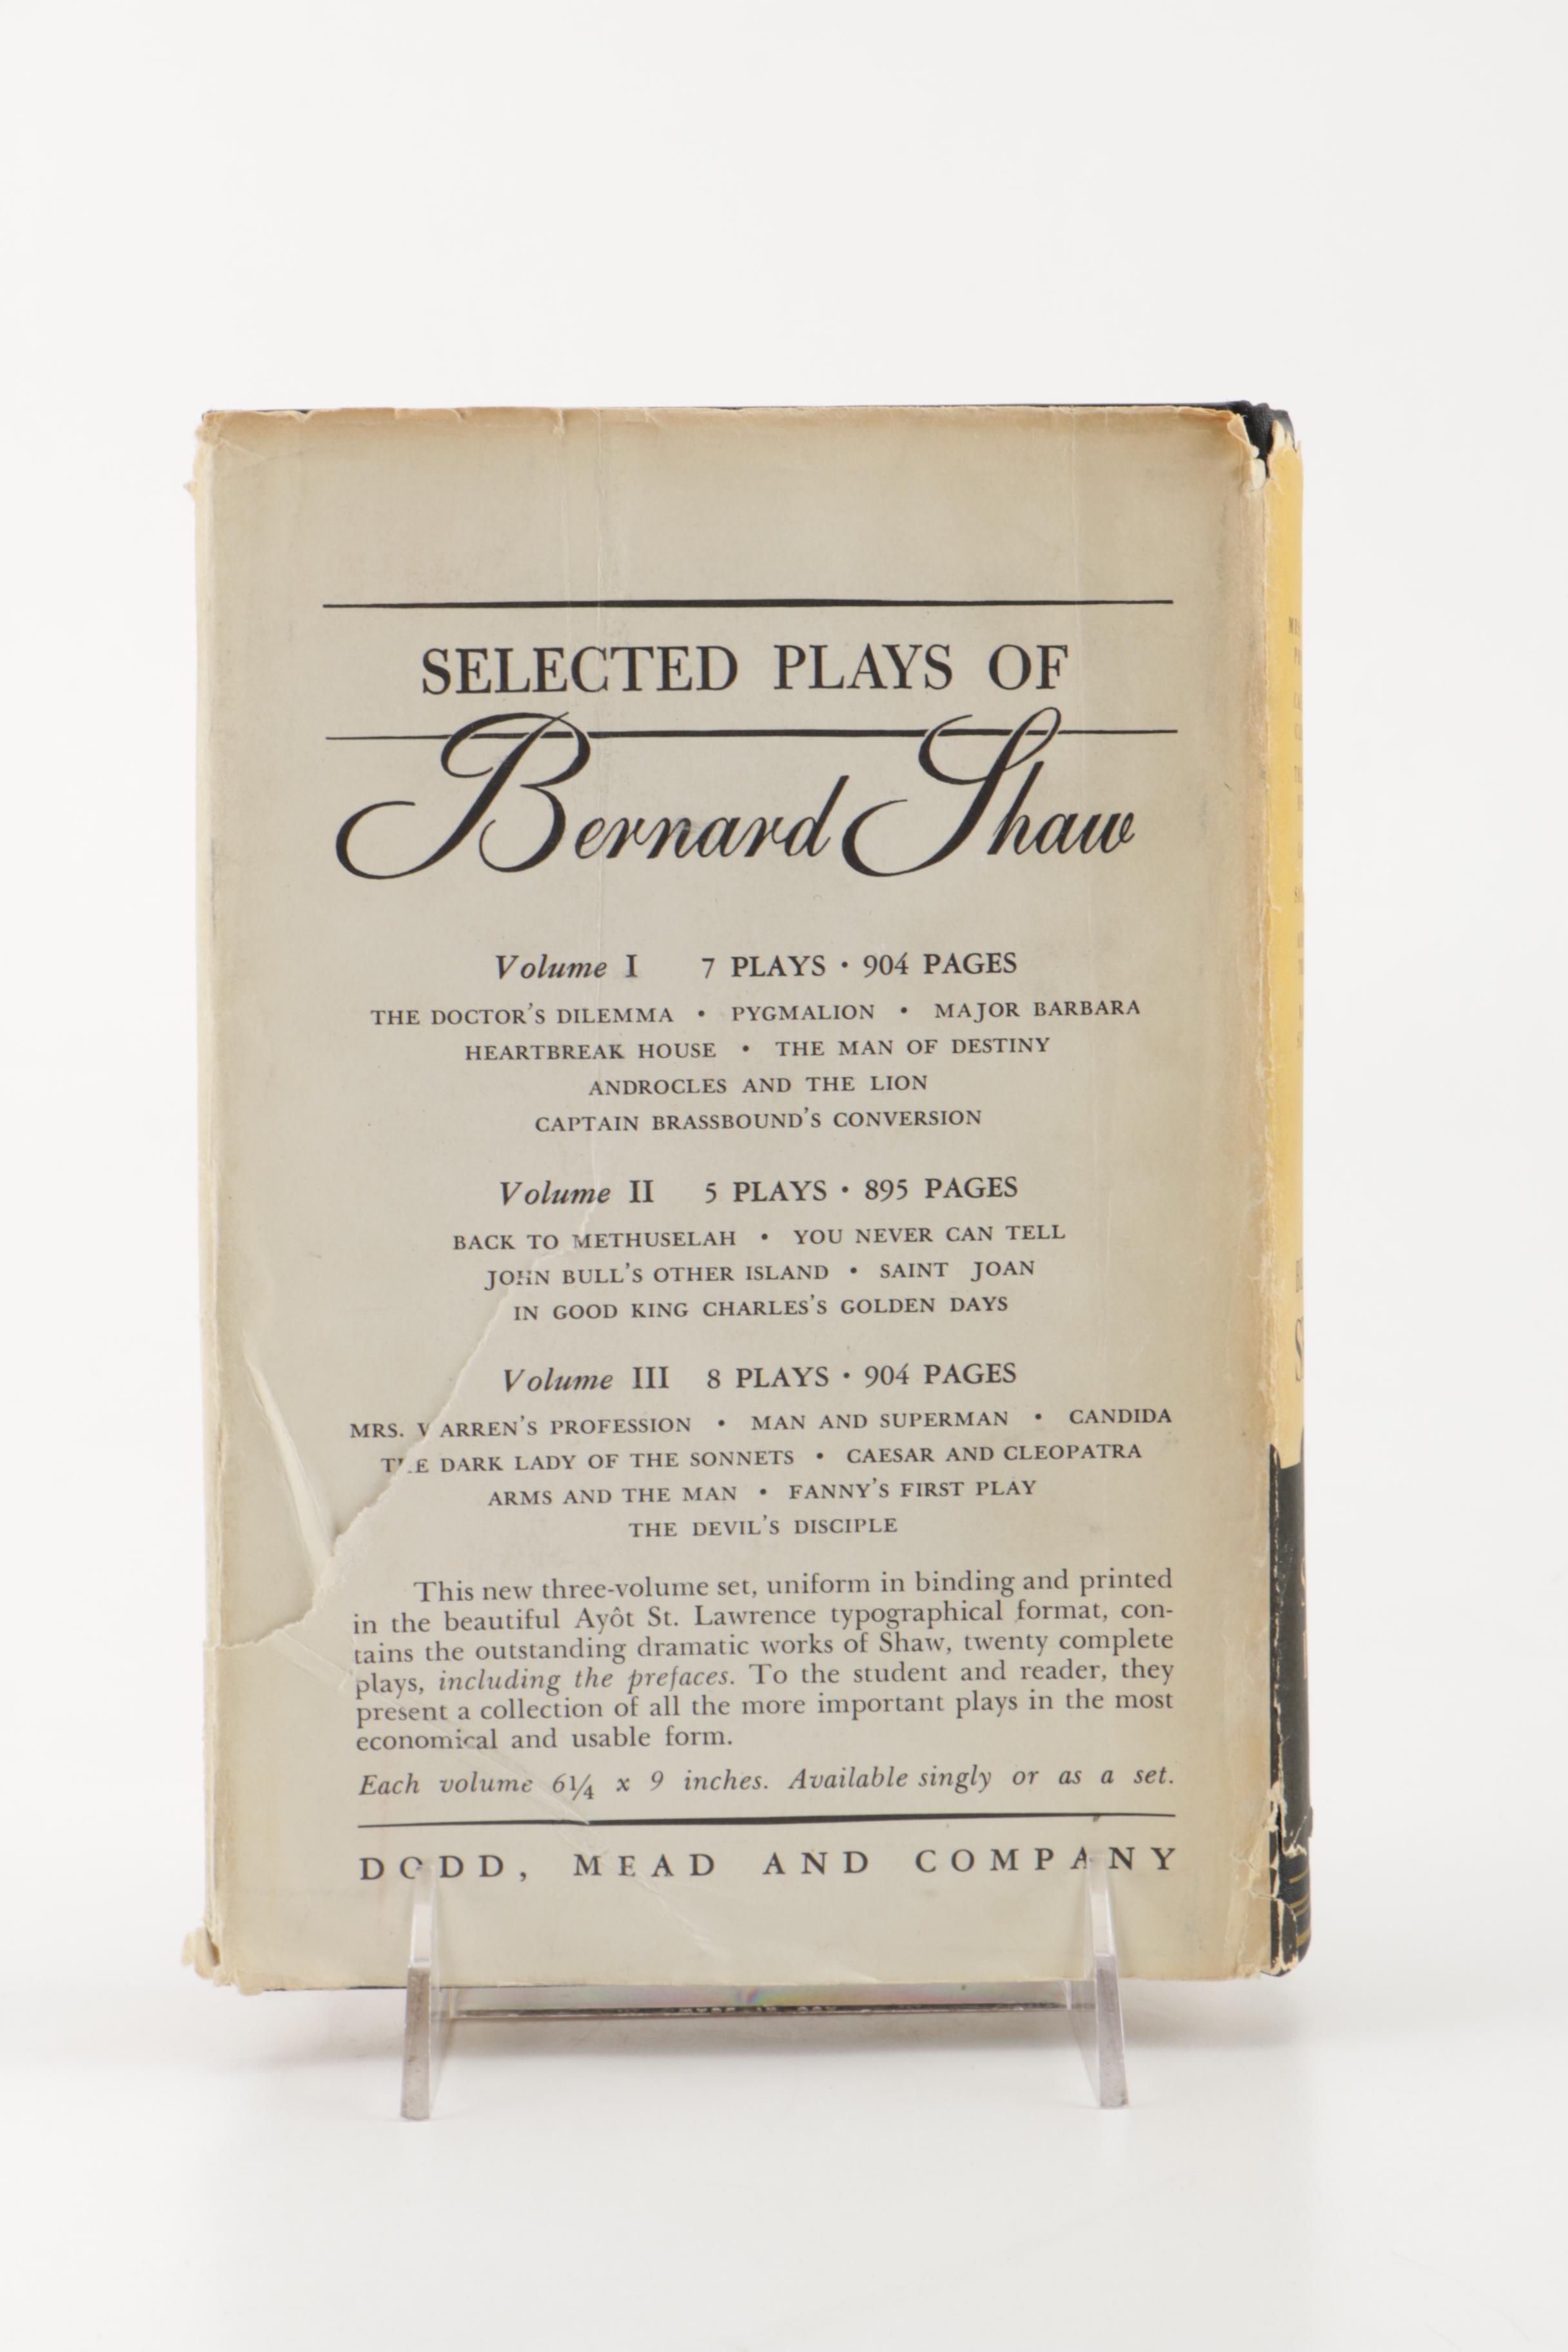 SELECTED PLAYS OF
Bernard Shaw
Volume I 7 PLAYS • 904 PAGES
THE DOCTOR'S DILEMMA • PYGMALION • MAJOR BARBARA
HEARTBREAK HOUSE • THE MAN OF DESTINY
ANDROCLES AND THE LION
CAPTAIN BRASSBOUND'S CONVERSION
Volume II 5 PLAYS • 895 PAGES
BACK TO METHUSELAH • YOU NEVER CAN TELL
JOHN BULL'S OTHER ISLAND • SAINT JOAN
IN GOOD KING CHARLES'S GOLDEN DAYS
Volume III 8 PLAYS • 904 PAGES
MRS. WARREN'S PROFESSION • MAN AND SUPERMAN • CANDIDA
THE DARK LADY OF THE SONNETS • CAESAR AND CLEOPATRA
ARMS AND THE MAN • FANNY'S FIRST PLAY
THE DEVIL'S DISCIPLE
This new three-volume set, uniform in binding and printed
in the beautiful Ayôt St. Lawrence typographical format, con-
tains the outstanding dramatic works of Shaw, twenty complete
plays, including the prefaces. To the student and reader, they
present a collection of all the more important plays in the most
economical and usable form.
Each volume 6¼ x 9 inches. Available singly or as a set.
DODD, MEAD AND COMPANY